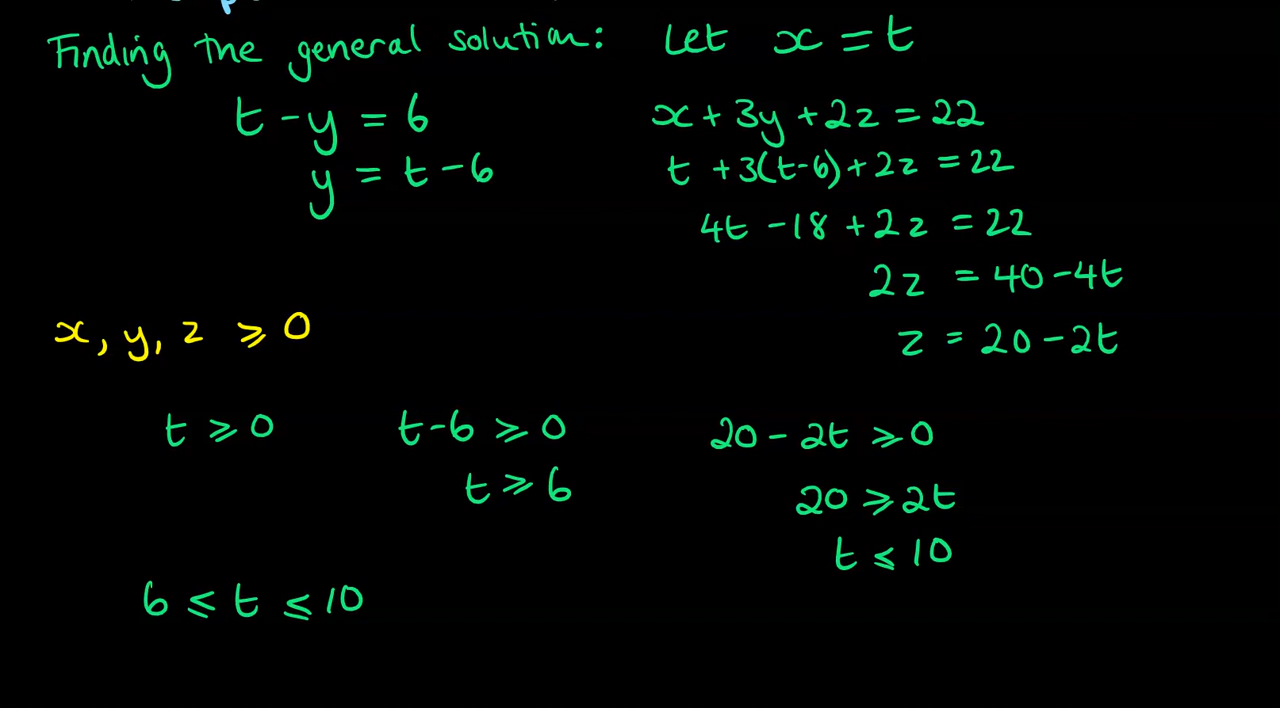 Finding the general solution: Let x = t
t - y = 6
y = t - 6
x + 3y + 2z = 22
t + 3(t-6) + 2z = 22
4t - 18 + 2z = 22
2z = 40 - 4t
z = 20 - 2t
x, y, z ⩾ 0
t ⩾ 0
t - 6 ⩾ 0
t ⩾ 6
20 - 2t ⩾ 0
20 ⩾ 2t
t ⩽ 10
6 ⩽ t ⩽ 10